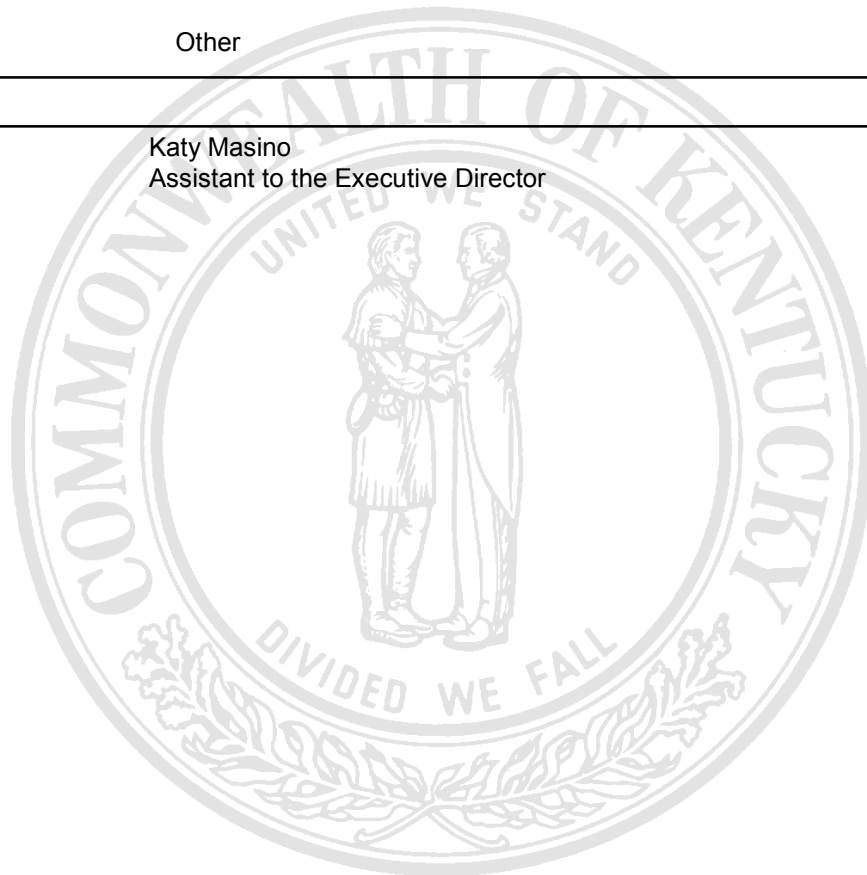 Other
Katy Masino
Assistant to the Executive Director
COMMONWEALTH OF KENTUCKY
UNITED WE STAND
DIVIDED WE FALL